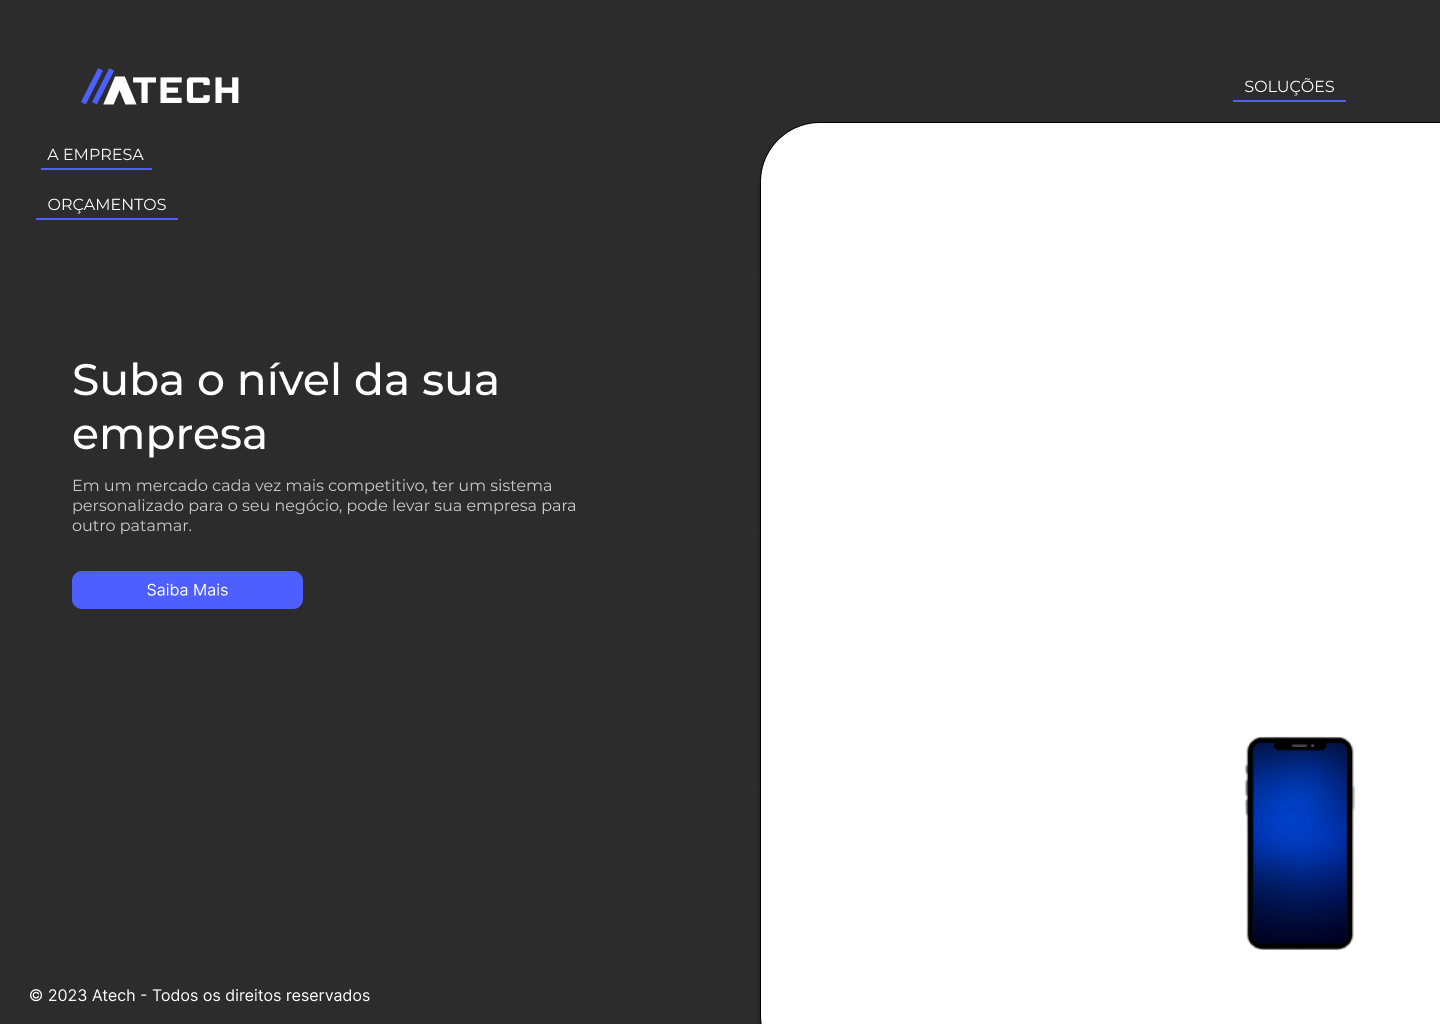 ATECH
SOLUÇÕES
A EMPRESA
ORÇAMENTOS
Suba o nível da sua
empresa
Em um mercado cada vez mais competitivo, ter um sistema
personalizado para o seu negócio, pode levar sua empresa para
outro patamar.
Saiba Mais
© 2023 Atech - Todos os direitos reservados